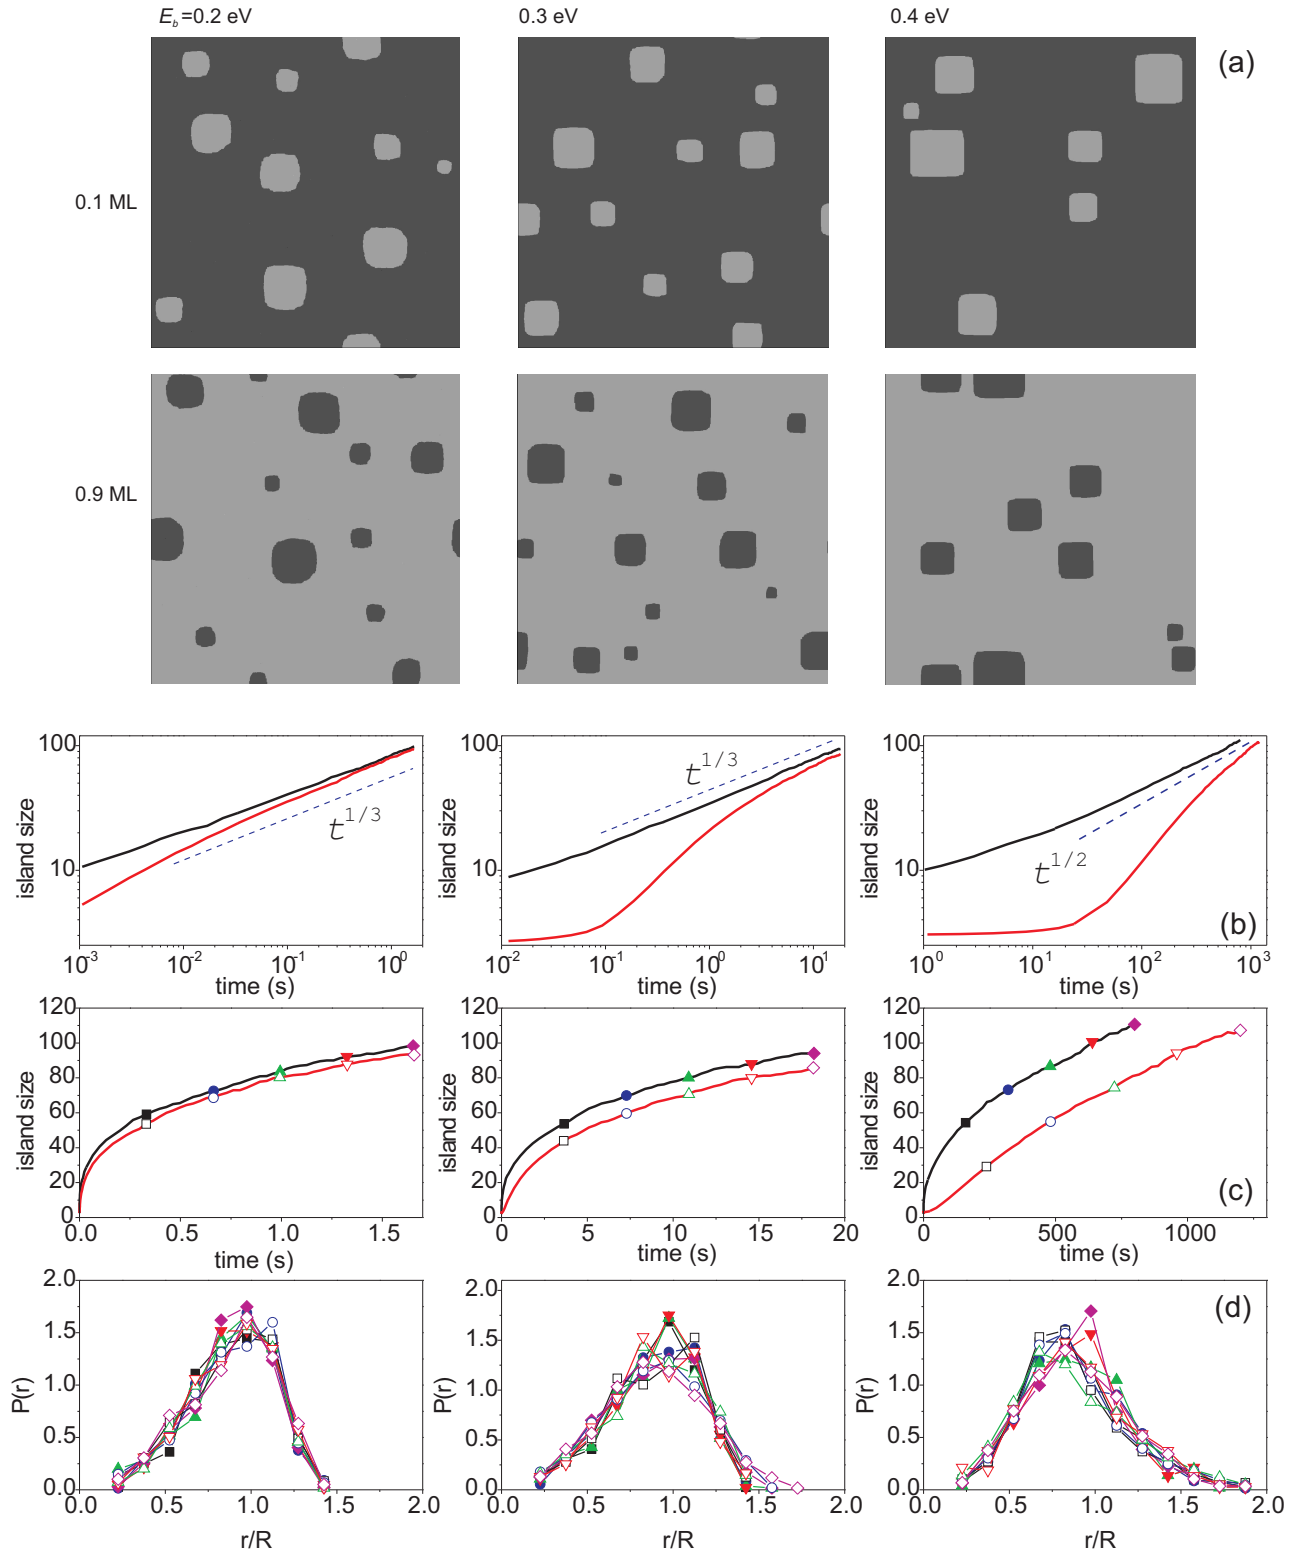 E_b=0.2 eV 0.3 eV 0.4 eV
(a)
0.1 ML
0.9 ML
100 100 100
t^1/3 t^1/3 t^1/2
10 10 10
island size island size island size
(b)
10^-3 10^-2 10^-1 10^0 10^-2 10^-1 10^0 10^1 10^0 10^1 10^2 10^3
time (s) time (s) time (s)
120 120 120
100 100 100
80 80 80
60 60 60
40 40 40
20 20 20
0 0 0
island size island size island size
(c)
0.0 0.5 1.0 1.5 0 5 10 15 20 0 500 1000
time (s) time (s) time (s)
2.0 2.0 2.0
(d)
1.5 1.5 1.5
1.0 1.0 1.0
0.5 0.5 0.5
0.0 0.0 0.0
P(r) P(r) P(r)
0.0 0.5 1.0 1.5 2.0 0.0 0.5 1.0 1.5 2.0 0.0 0.5 1.0 1.5 2.0
r/R r/R r/R